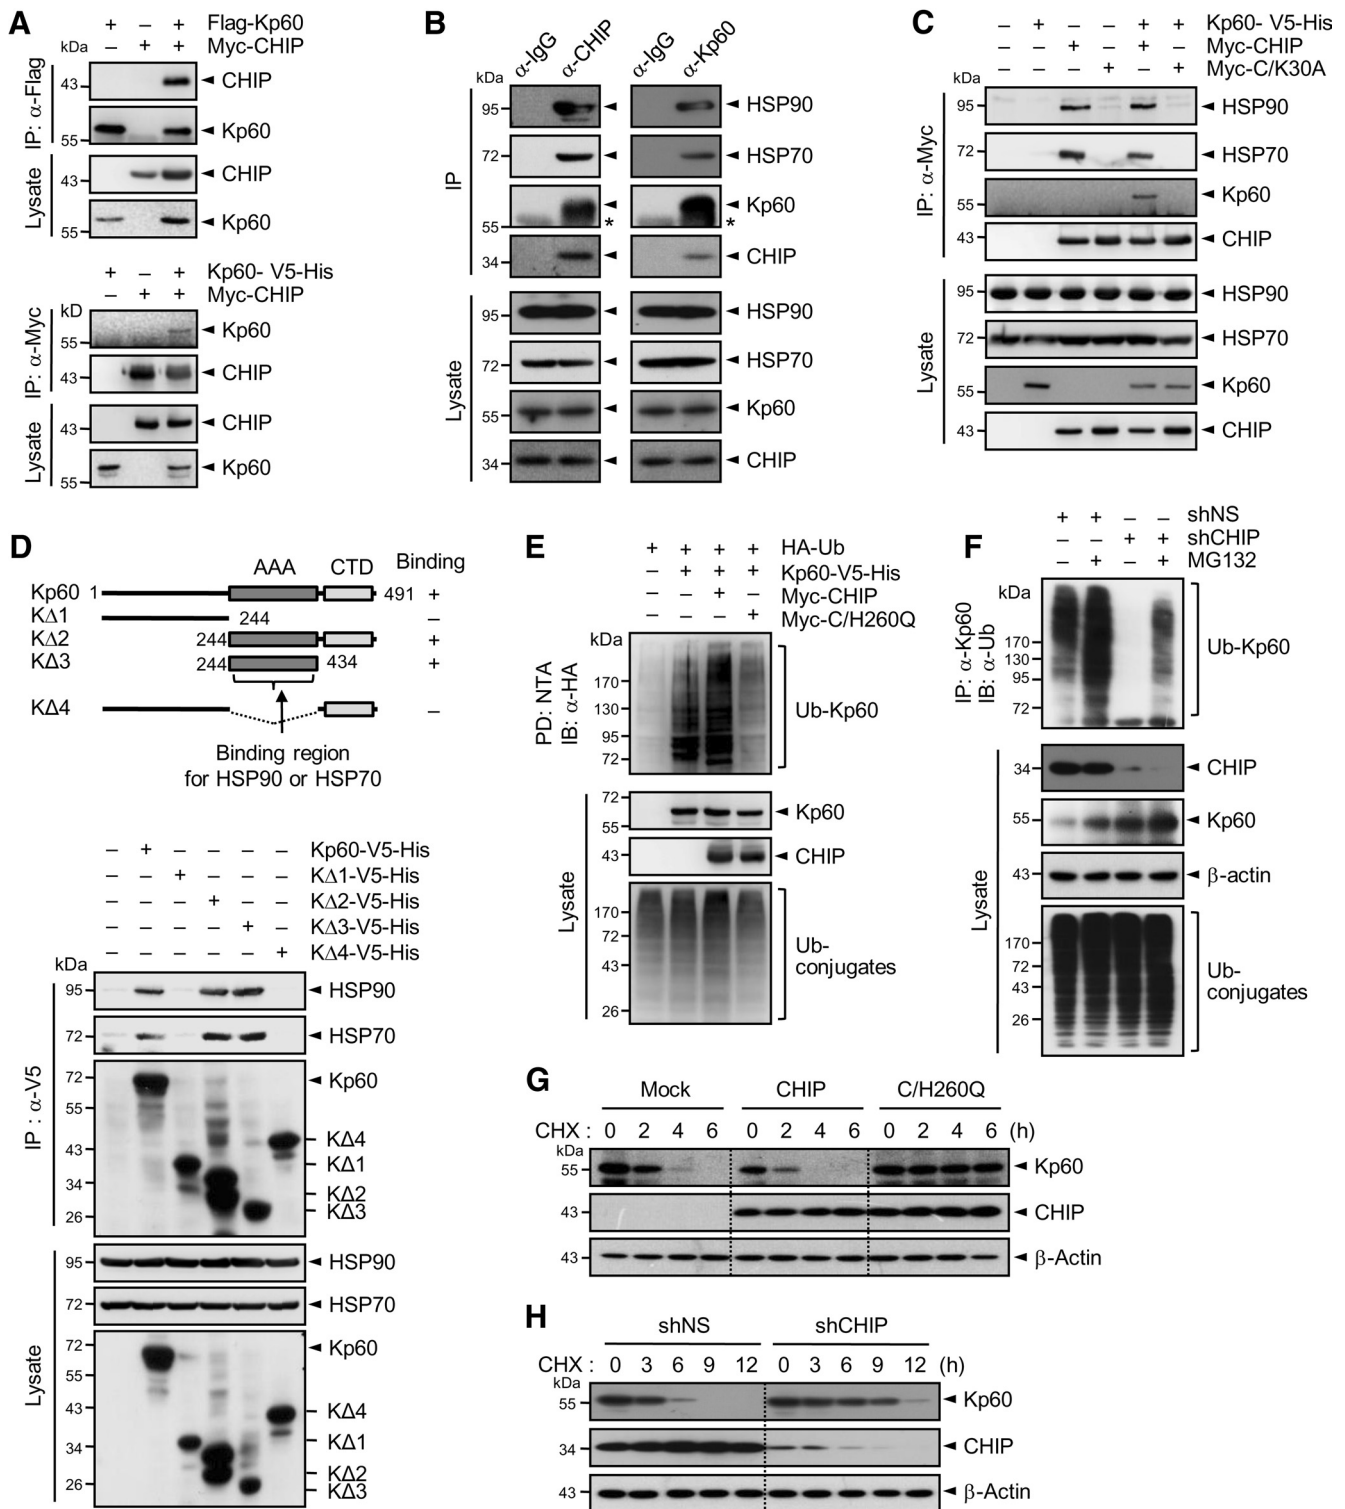 A
+ – + Flag-Kp60
– + + Myc-CHIP
kDa
IP: α-Flag
43 CHIP
55 Kp60
Lysate
43 CHIP
55 Kp60
+ – + Kp60- V5-His
– + + Myc-CHIP
kD
IP: α-Myc
55 Kp60
43 CHIP
Lysate
43 CHIP
55 Kp60
B
α-IgG α-CHIP α-IgG α-Kp60
kDa
IP
95 HSP90
72 HSP70
55 * * Kp60
34 CHIP
Lysate
95 HSP90
72 HSP70
55 Kp60
34 CHIP
C
– + – – + + Kp60- V5-His
– – + – + – Myc-CHIP
– – – + – + Myc-C/K30A
kDa
IP: α-Myc
95 HSP90
72 HSP70
55 Kp60
43 CHIP
Lysate
95 HSP90
72 HSP70
55 Kp60
43 CHIP
D
AAA CTD Binding
Kp60 1 491 +
KΔ1 244 –
KΔ2 244 +
KΔ3 244 434 +
KΔ4 –
Binding region
for HSP90 or HSP70
– + – – – – Kp60-V5-His
– – + – – – KΔ1-V5-His
– – – + – – KΔ2-V5-His
– – – – + – KΔ3-V5-His
– – – – – + KΔ4-V5-His
kDa
IP : α-V5
95 HSP90
72 HSP70
72 Kp60
55
43 KΔ4
KΔ1
34 KΔ2
26 KΔ3
Lysate
95 HSP90
72 HSP70
72 Kp60
55
43 KΔ4
34 KΔ1
KΔ2
26 KΔ3
E
+ + + + HA-Ub
– + + + Kp60-V5-His
– – + – Myc-CHIP
– – – + Myc-C/H260Q
kDa
PD: NTA
IB: α-HA
170
130 Ub-Kp60
95
72
Lysate
72 Kp60
55
43 CHIP
170
72
43
26
Ub-
conjugates
F
+ + – – shNS
– – + + shCHIP
– + – + MG132
kDa
IP: α-Kp60
IB: α-Ub
170 Ub-Kp60
130
95
72
Lysate
34 CHIP
55 Kp60
43 β-actin
170
72
43
26
Ub-
conjugates
G
Mock CHIP C/H260Q
CHX : 0 2 4 6 0 2 4 6 0 2 4 6 (h)
kDa
55 Kp60
43 CHIP
43 β-Actin
H
shNS shCHIP
CHX : 0 3 6 9 12 0 3 6 9 12 (h)
kDa
55 Kp60
34 CHIP
43 β-Actin